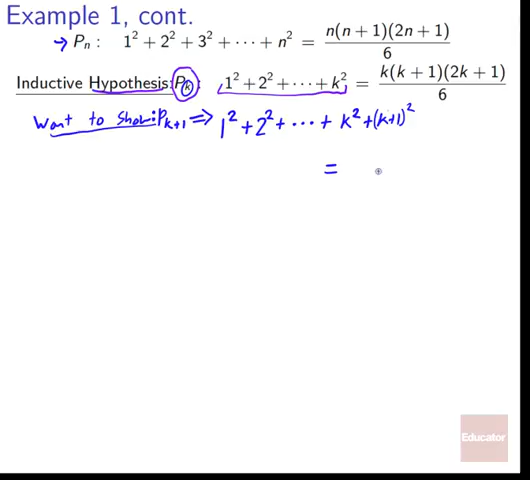 Example 1, cont.
→ Pₙ : 1² + 2² + 3² + ··· + n² = n(n + 1)(2n + 1) / 6
Inductive Hypothesis: Pₖ 1² + 2² + ··· + k² = k(k + 1)(2k + 1) / 6
Want to Show: Pₖ₊₁ ⇒ 1² + 2² + ··· + k² + (k+1)²
=
Educator